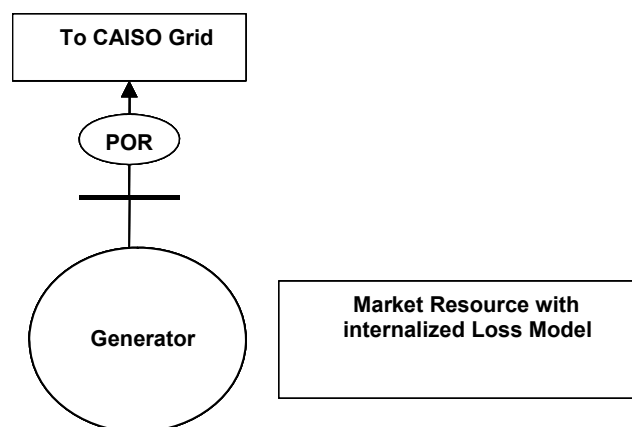 To CAISO Grid
POR
Generator
Market Resource with
internalized Loss Model